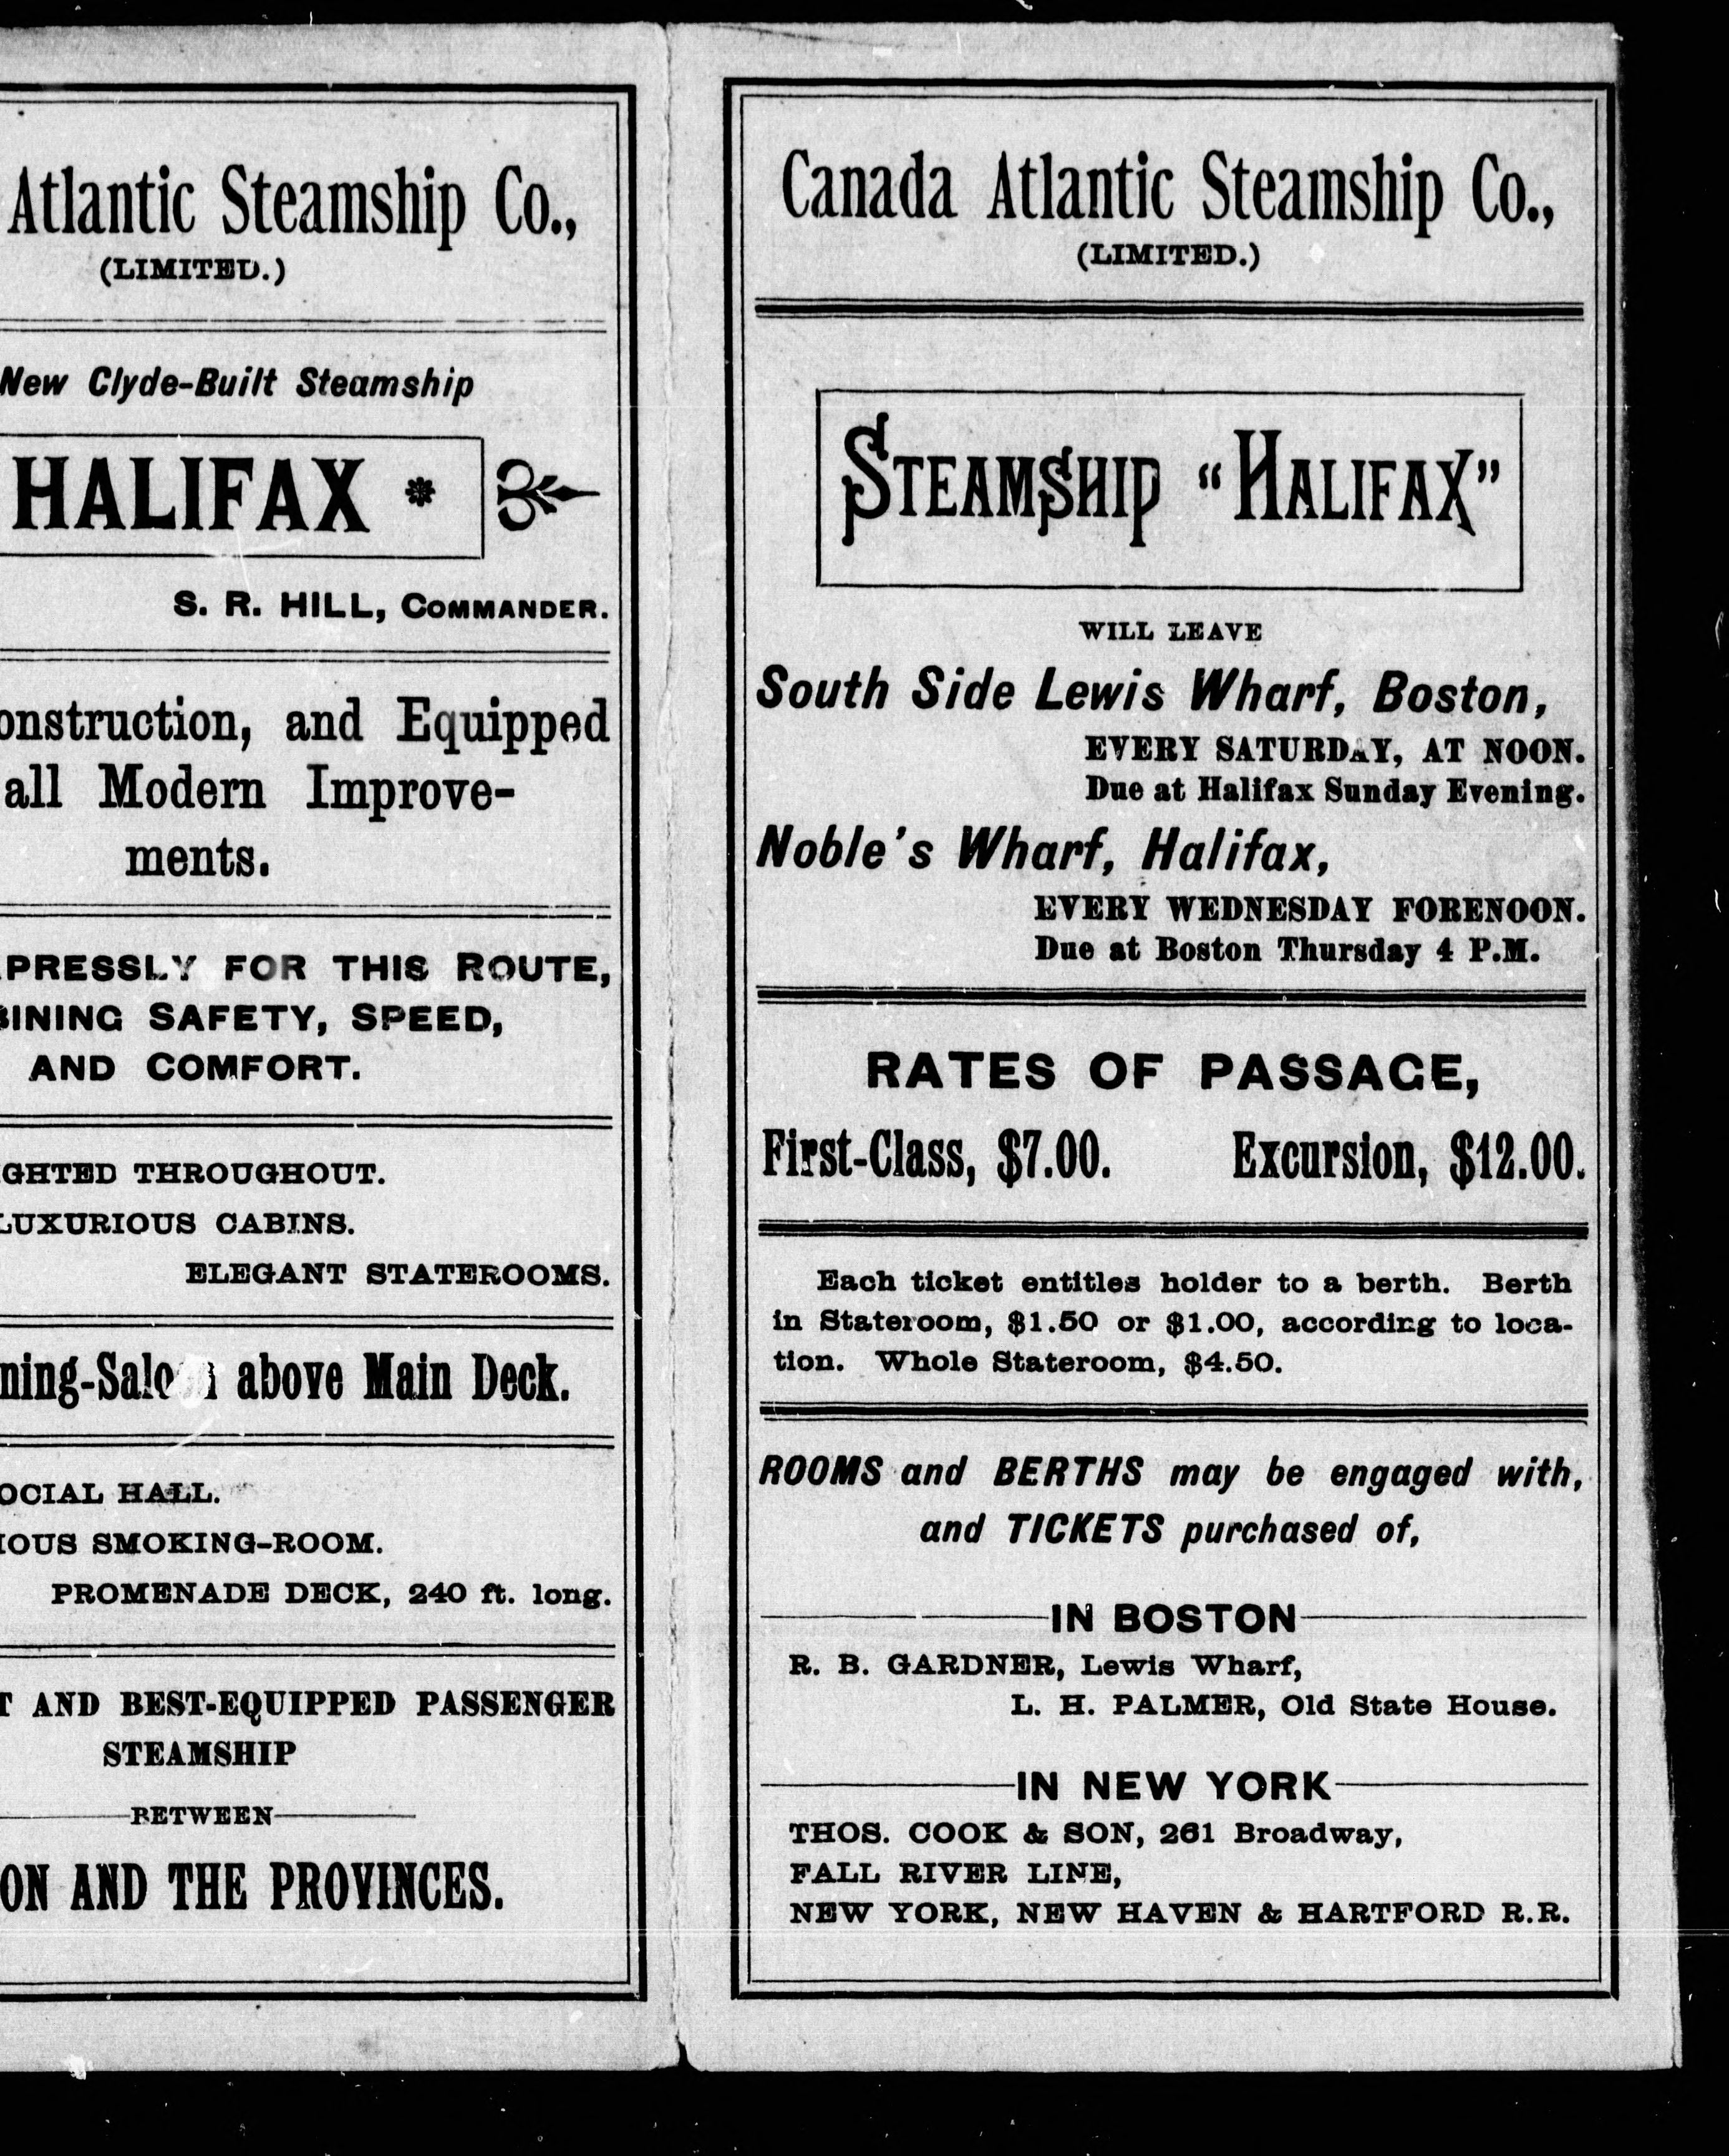 Atlantic Steamship Co.,
(LIMITED.)
New Clyde-Built Steamship
HALIFAX *
S. R. HILL, COMMANDER.
onstruction, and Equipped
all Modern Improve-
ments.
PRESSLY FOR THIS ROUTE,
INING SAFETY, SPEED,
AND COMFORT.
GHTED THROUGHOUT.
LUXURIOUS CABINS.
ELEGANT STATEROOMS.
ning-Saloon above Main Deck.
OCIAL HALL.
IOUS SMOKING-ROOM.
PROMENADE DECK, 240 ft. long.
T AND BEST-EQUIPPED PASSENGER
STEAMSHIP
BETWEEN
ON AND THE PROVINCES.
Canada Atlantic Steamship Co.,
(LIMITED.)
STEAMSHIP "HALIFAX"
WILL LEAVE
South Side Lewis Wharf, Boston,
EVERY SATURDAY, AT NOON.
Due at Halifax Sunday Evening.
Noble's Wharf, Halifax,
EVERY WEDNESDAY FORENOON.
Due at Boston Thursday 4 P.M.
RATES OF PASSAGE,
First-Class, $7.00. Excursion, $12.00.
Each ticket entitles holder to a berth. Berth
in Stateroom, $1.50 or $1.00, according to loca-
tion. Whole Stateroom, $4.50.
ROOMS and BERTHS may be engaged with,
and TICKETS purchased of,
IN BOSTON
R. B. GARDNER, Lewis Wharf,
L. H. PALMER, Old State House.
IN NEW YORK
THOS. COOK & SON, 261 Broadway,
FALL RIVER LINE,
NEW YORK, NEW HAVEN & HARTFORD R.R.